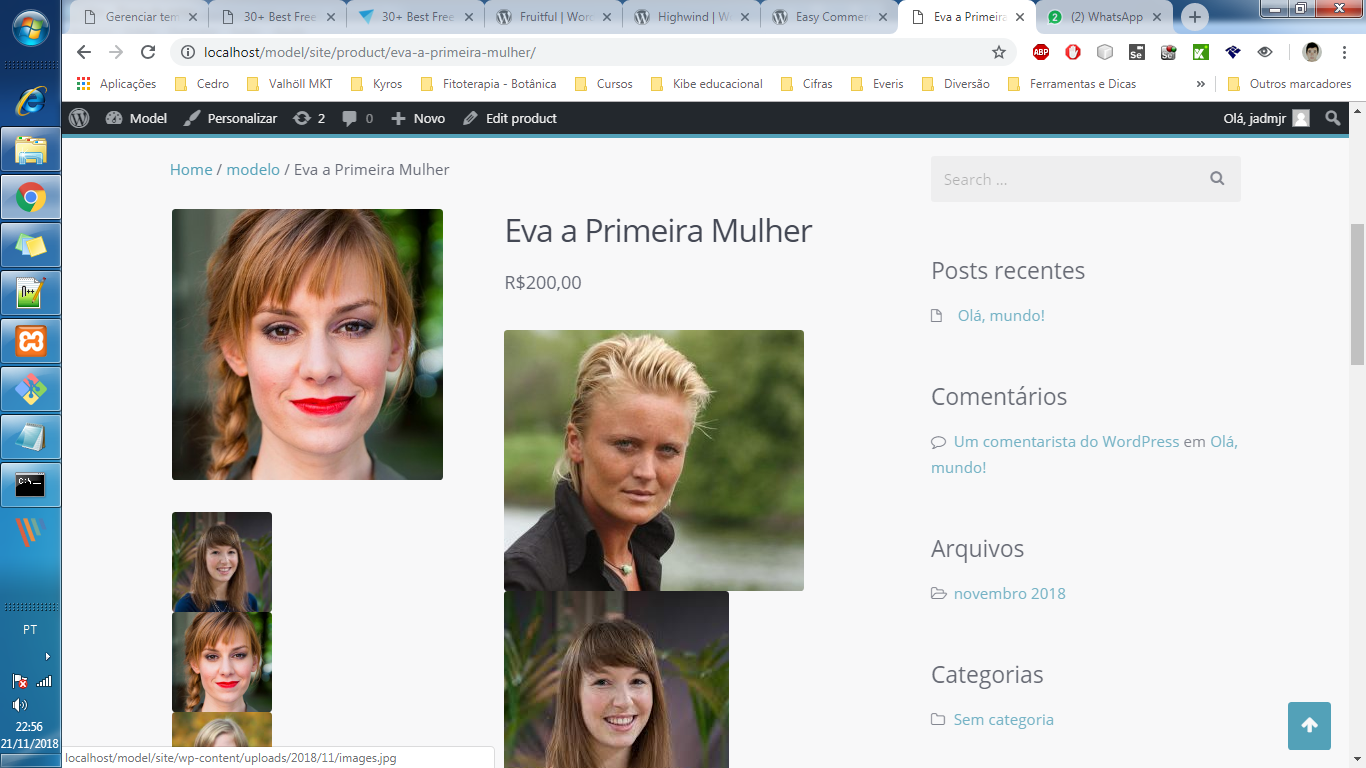 Gerenciar tem
30+ Best Free
30+ Best Free
Fruitful | Wor
Highwind | W
Easy Commer
Eva a Primeira
(2) WhatsApp
localhost/model/site/product/eva-a-primeira-mulher/
ABP
Se
Aplicações
Cedro
Valhöll MKT
Kyros
Fitoterapia - Botânica
Cursos
Kibe educacional
Cifras
Everis
Diversão
Ferramentas e Dicas
»
Outros marcadores
Model
Personalizar
2
0
Novo
Edit product
Olá, jadmjr
Home / modelo / Eva a Primeira Mulher
Search ...
Eva a Primeira Mulher
R$200,00
Posts recentes
Olá, mundo!
Comentários
Um comentarista do WordPress em Olá,
mundo!
Arquivos
novembro 2018
Categorias
Sem categoria
PT
22:56
21/11/2018
localhost/model/site/wp-content/uploads/2018/11/images.jpg